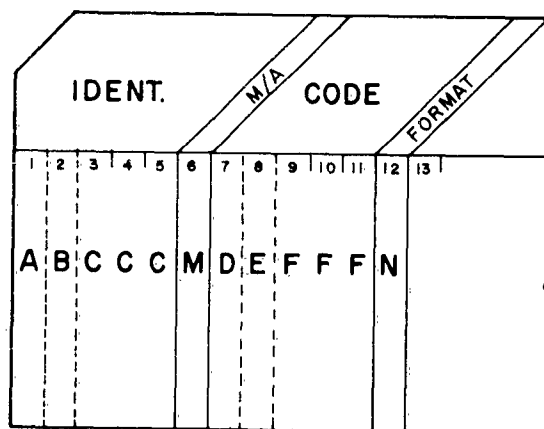 IDENT. M/A CODE FORMAT
1 2 3 4 5 6 7 8 9 10 11 12 13
A B C C C M D E F F F N